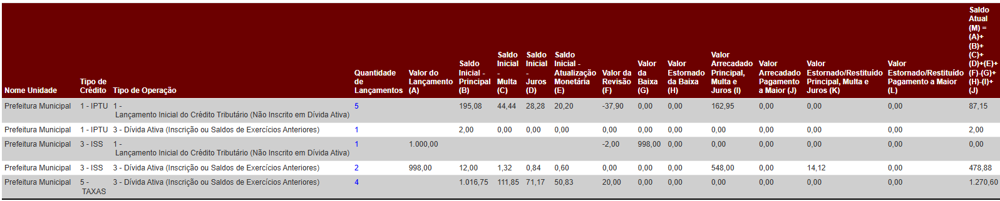 Nome Unidade
Tipo de
Crédito
Tipo de Operação
Quantidade
de
Lançamentos
Valor do
Lançamento
(A)
Saldo
Inicial -
Principal
(B)
Saldo
Inicial
-
Multa
(C)
Saldo
Inicial
-
Juros
(D)
Saldo
Inicial -
Atualização
Monetária
(E)
Valor da
Revisão
(F)
Valor
da
Baixa
(G)
Valor
Estornado
da Baixa
(H)
Valor
Arrecadado
Principal,
Multa e
Juros (I)
Valor
Arrecadado
Pagamento
a Maior (J)
Valor
Estornado/Restituído
Principal, Multa e
Juros (K)
Valor
Estornado/Restituído
Pagamento a Maior
(L)
Saldo
Atual
(M) =
(A)+
(B)+
(C)+
(D)+(E)+
(F)-(G)+
(H)-(I)+
(J)
Prefeitura Municipal 1 - IPTU 1 - 5 195,08 44,44 28,28 20,20 -37,90 0,00 0,00 162,95 0,00 0,00 0,00 87,15
Lançamento Inicial do Crédito Tributário (Não Inscrito em Dívida Ativa)
Prefeitura Municipal 1 - IPTU 3 - Dívida Ativa (Inscrição ou Saldos de Exercícios Anteriores) 1 2,00 0,00 0,00 0,00 0,00 0,00 0,00 0,00 0,00 0,00 0,00 2,00
Prefeitura Municipal 3 - ISS 1 - 1 1.000,00 -2,00 998,00 0,00 0,00 0,00 0,00 0,00 0,00
Lançamento Inicial do Crédito Tributário (Não Inscrito em Dívida Ativa)
Prefeitura Municipal 3 - ISS 3 - Dívida Ativa (Inscrição ou Saldos de Exercícios Anteriores) 2 998,00 12,00 1,32 0,84 0,60 0,00 0,00 0,00 548,00 0,00 14,12 0,00 478,88
Prefeitura Municipal 5 - 3 - Dívida Ativa (Inscrição ou Saldos de Exercícios Anteriores) 4 1.016,75 111,85 71,17 50,83 20,00 0,00 0,00 0,00 0,00 0,00 0,00 1.270,60
TAXAS